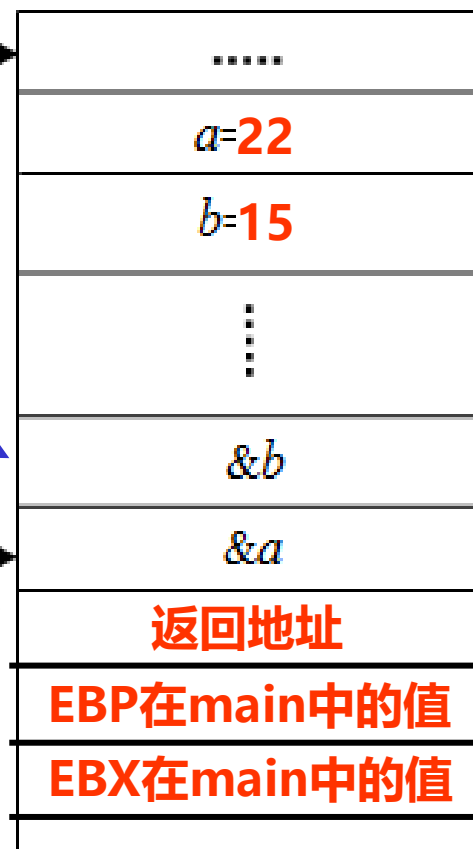 .....
a=22
b=15
&b
&a
返回地址
EBP在main中的值
EBX在main中的值